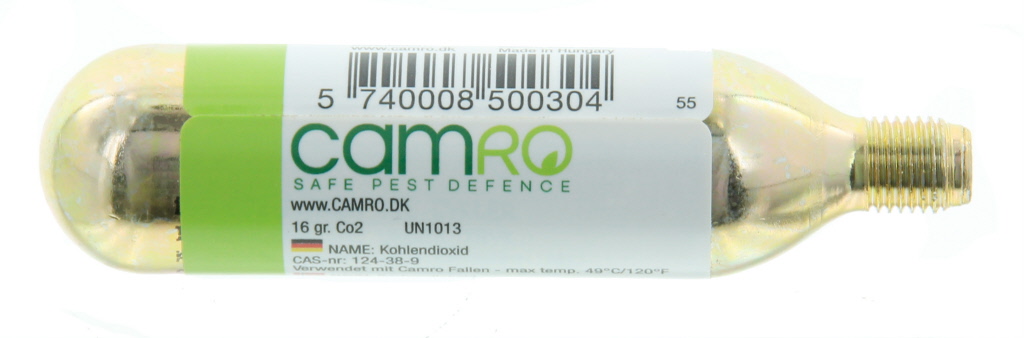 www.camro.dk Made in Hungary
5 740008 500304
55
camRO
SAFE PEST DEFENCE
www.CAMRO.DK
16 gr. Co2 UN1013
NAME: Kohlendioxid
CAS-nr: 124-38-9
Verwendet mit Camro Fallen - max temp. 49°C/120°F